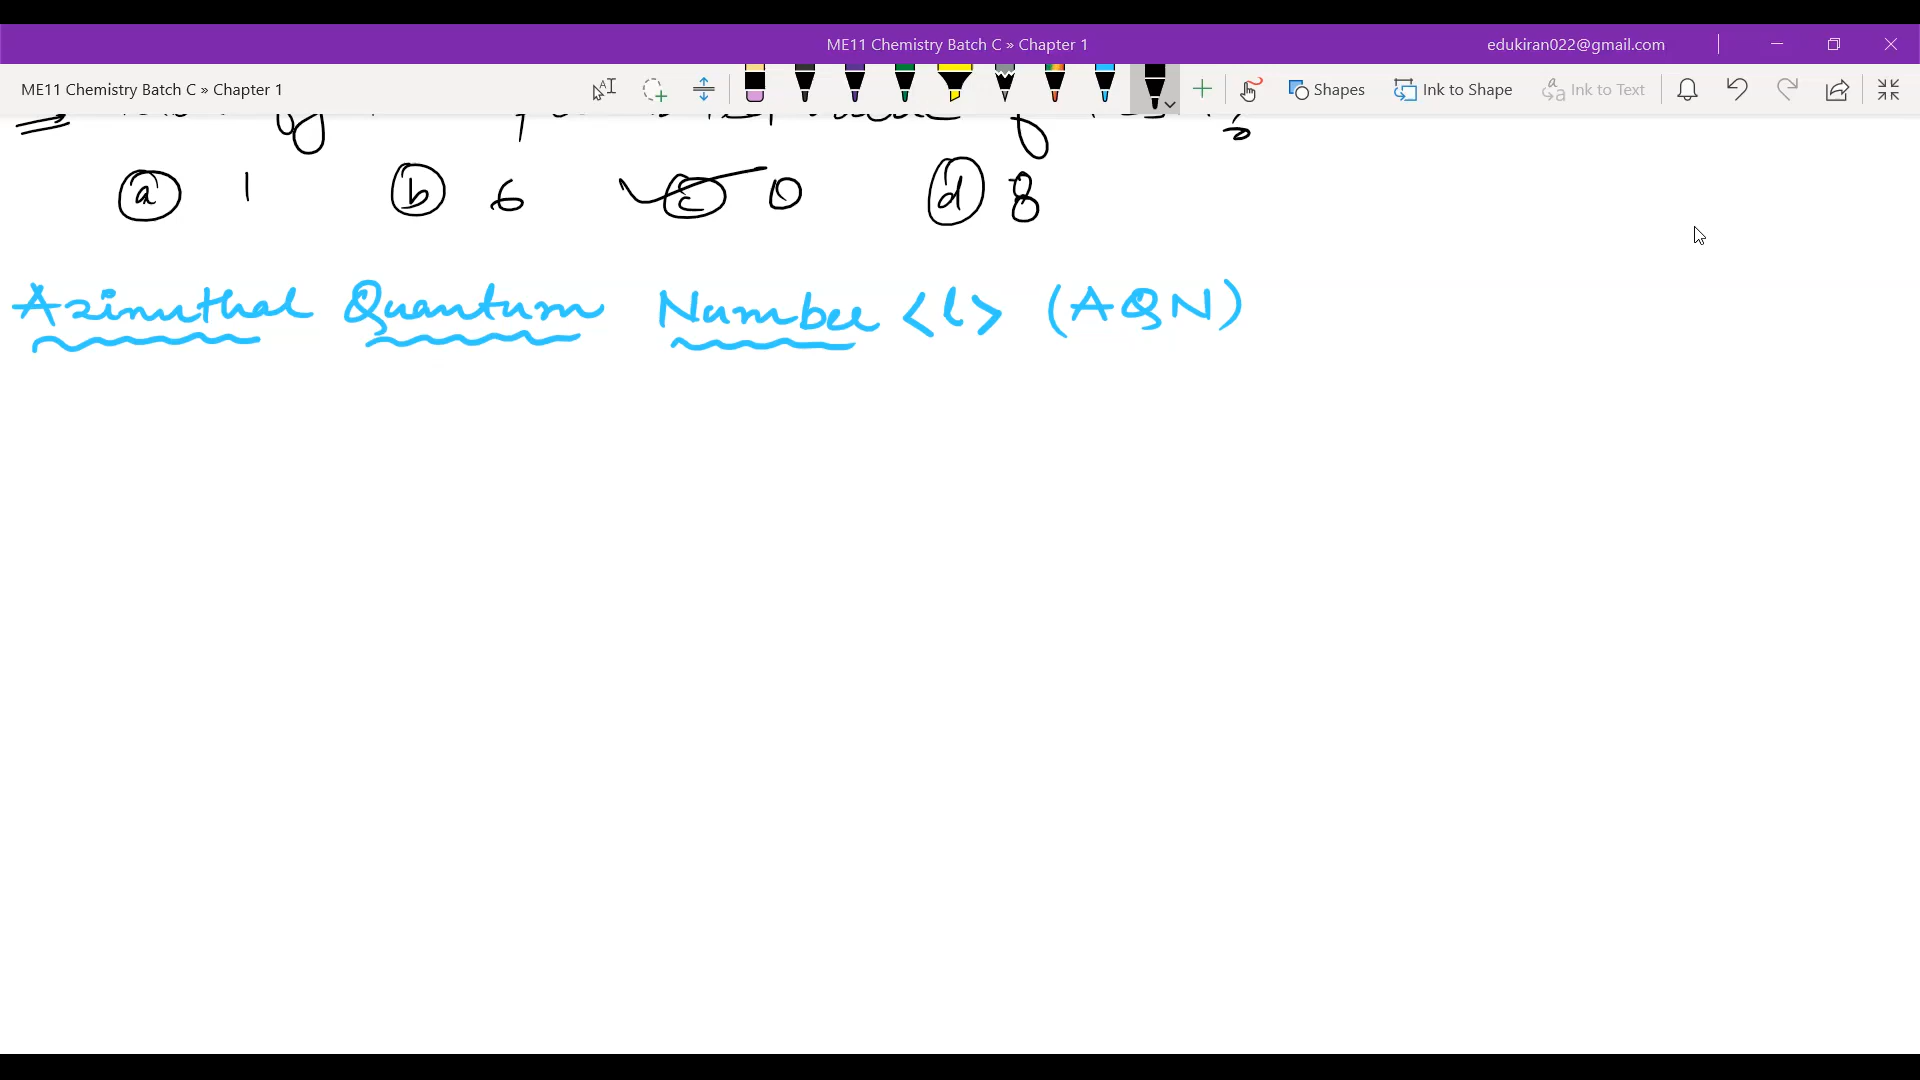 ME11 Chemistry Batch C » Chapter 1
edukiran022@gmail.com
ME11 Chemistry Batch C » Chapter 1
Shapes
Ink to Shape
Ink to Text
(a) 1 (b) 6 (c) 0 (d) 8
Azimuthal Quantum Number <l> (AQN)